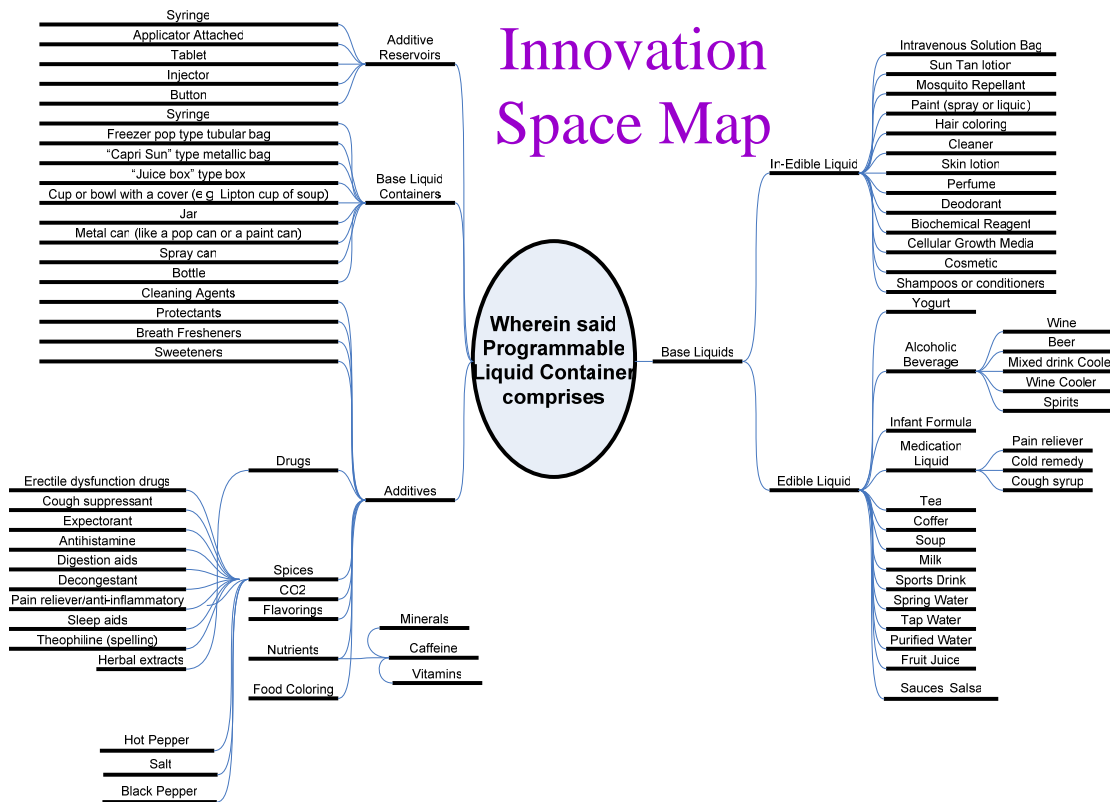 Innovation
Space Map
Syringe
Applicator Attached
Tablet
Injector
Button
Additive
Reservoirs
Syringe
Freezer pop type tubular bag
“Capri Sun” type metallic bag
“Juice box” type box
Cup or bowl with a cover (e.g. Lipton cup of soup)
Jar
Metal can (like a pop can or a paint can)
Spray can
Bottle
Base Liquid
Containers
Cleaning Agents
Protectants
Breath Fresheners
Sweeteners
Drugs
Additives
Erectile dysfunction drugs
Cough suppressant
Expectorant
Antihistamine
Digestion aids
Decongestant
Pain reliever/anti-inflammatory
Sleep aids
Theophiline (spelling)
Herbal extracts
Spices
CO2
Flavorings
Nutrients
Food Coloring
Minerals
Caffeine
Vitamins
Hot Pepper
Salt
Black Pepper
Wherein said
Programmable
Liquid Container
comprises
Base Liquids
In-Edible Liquid
Intravenous Solution Bag
Sun Tan lotion
Mosquito Repellant
Paint (spray or liquic)
Hair coloring
Cleaner
Skin lotion
Perfume
Deodorant
Biochemical Reagent
Cellular Growth Media
Cosmetic
Shampoos or conditioners
Edible Liquid
Yogurt
Alcoholic
Beverage
Wine
Beer
Mixed drink Cooler
Wine Cooler
Spirits
Infant Formula
Medication
Liquid
Pain reliever
Cold remedy
Cough syrup
Tea
Coffer
Soup
Milk
Sports Drink
Spring Water
Tap Water
Purified Water
Fruit Juice
Sauces Salsa